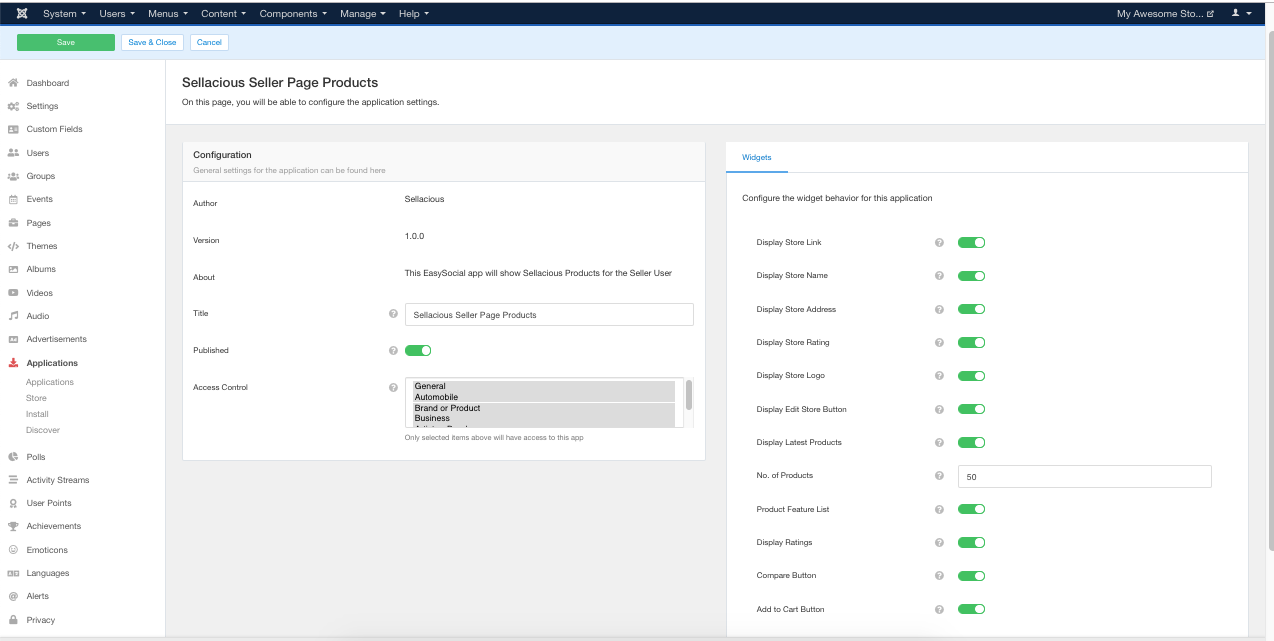 System Users Menus Content Components Manage Help My Awesome Sto...
Save Save & Close Cancel
Dashboard
Settings
Custom Fields
Users
Groups
Events
Pages
Themes
Albums
Videos
Audio
Advertisements
Applications
Applications
Store
Install
Discover
Polls
Activity Streams
User Points
Achievements
Emoticons
Languages
Alerts
Privacy
Sellacious Seller Page Products
On this page, you will be able to configure the application settings.
Configuration
General settings for the application can be found here
Author Sellacious
Version 1.0.0
About This EasySocial app will show Sellacious Products for the Seller User
Title Sellacious Seller Page Products
Published
Access Control
General
Automobile
Brand or Product
Business
Only selected items above will have access to this app
Widgets
Configure the widget behavior for this application
Display Store Link
Display Store Name
Display Store Address
Display Store Rating
Display Store Logo
Display Edit Store Button
Display Latest Products
No. of Products 50
Product Feature List
Display Ratings
Compare Button
Add to Cart Button